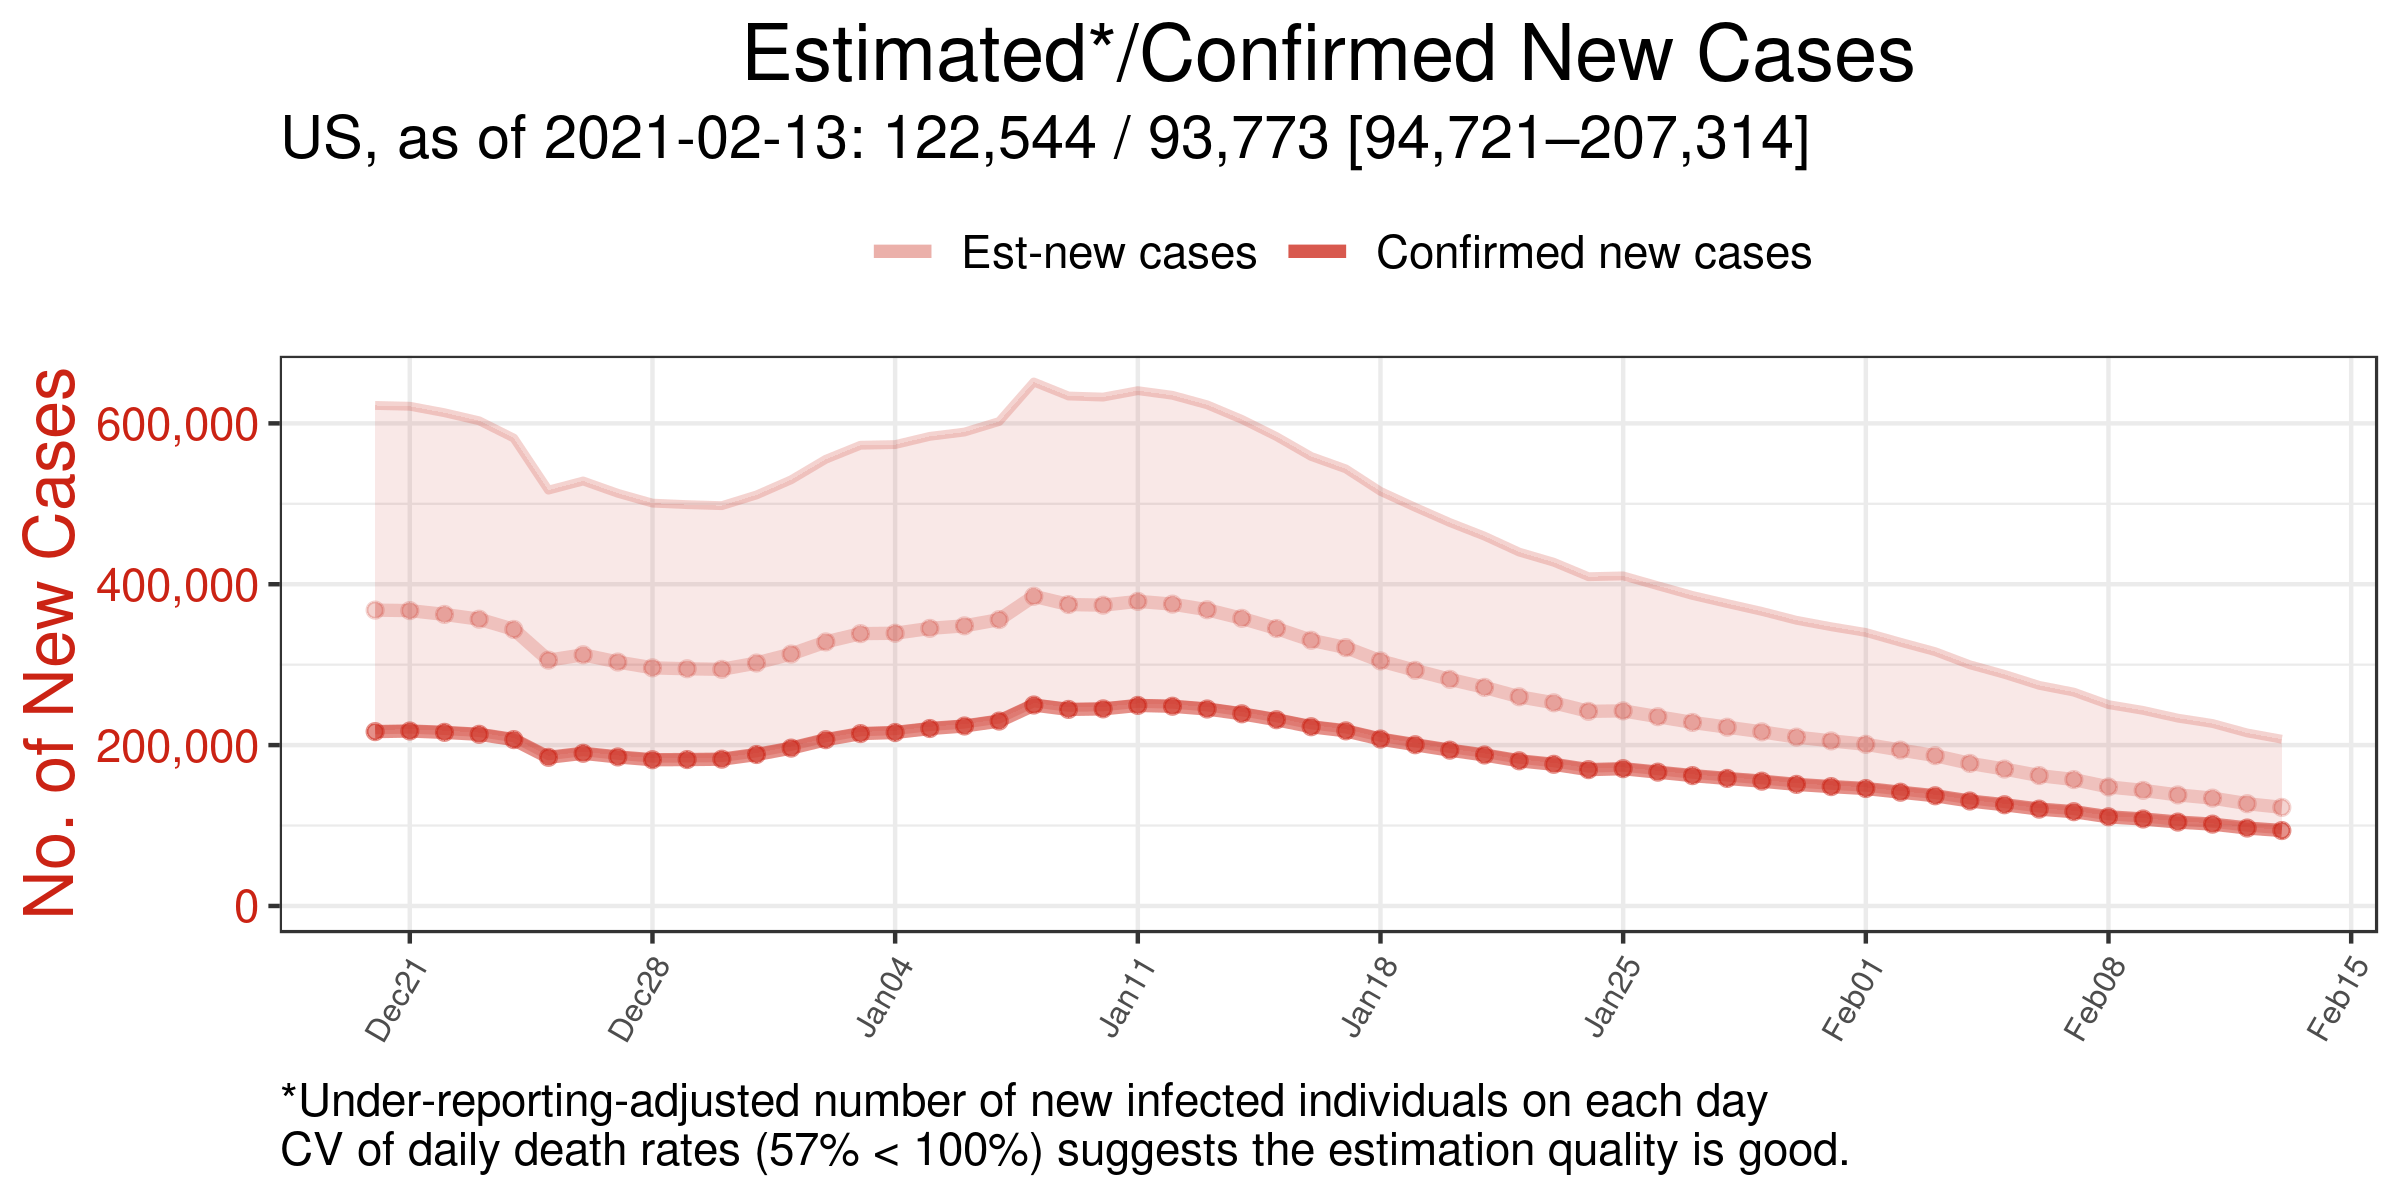 Estimated*/Confirmed New Cases
US, as of 2021-02-13: 122,544 / 93,773 [94,721–207,314]
Est-new cases
Confirmed new cases
No. of New Cases
600,000
400,000
200,000
0
Dec21
Dec28
Jan04
Jan11
Jan18
Jan25
Feb01
Feb08
Feb15
*Under-reporting-adjusted number of new infected individuals on each day
CV of daily death rates (57% < 100%) suggests the estimation quality is good.